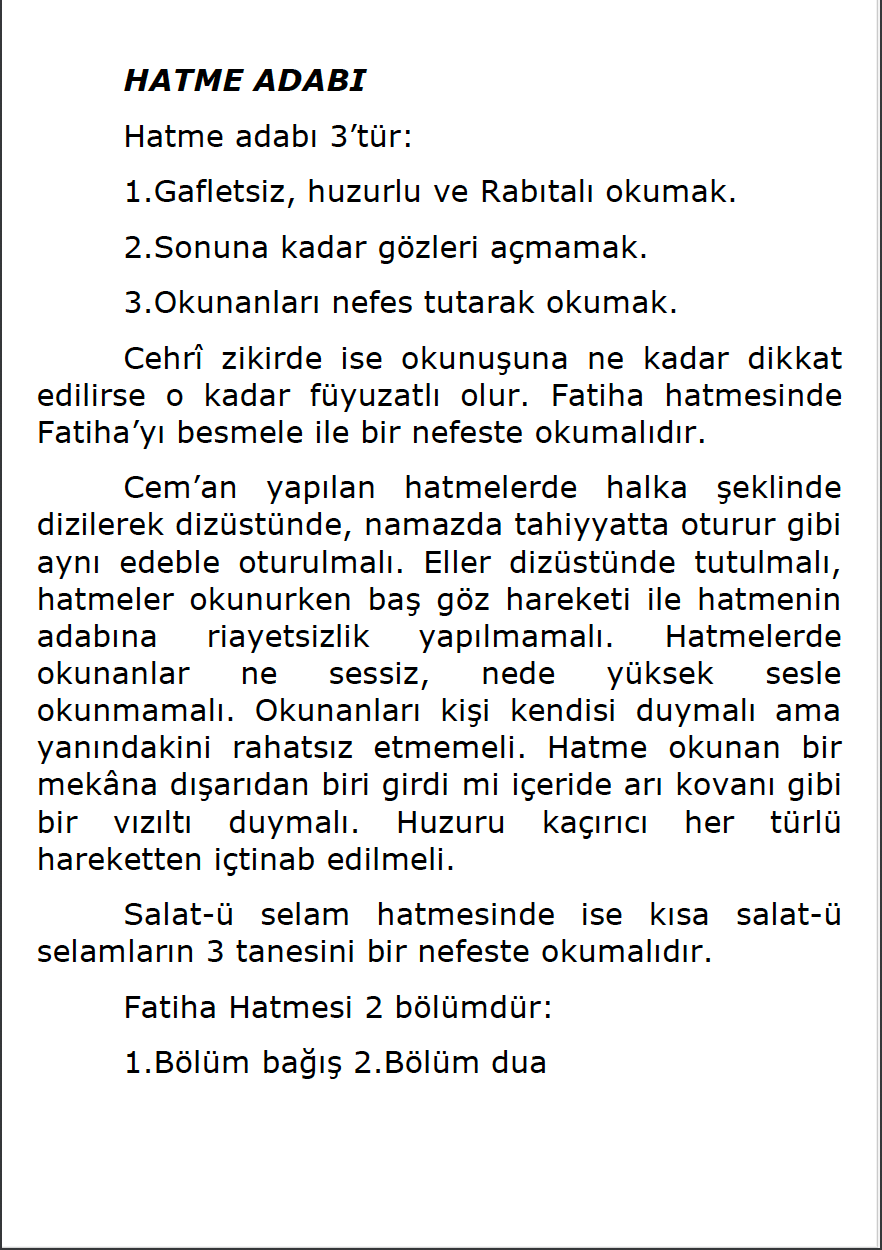 HATME ADABI
Hatme adabı 3’tür:
1.Gafletsiz, huzurlu ve Rabıtalı okumak.
2.Sonuna kadar gözleri açmamak.
3.Okunanları nefes tutarak okumak.
Cehrî zikirde ise okunuşuna ne kadar dikkat
edilirse o kadar füyuzatlı olur. Fatiha hatmesinde
Fatiha’yı besmele ile bir nefeste okumalıdır.
Cem’an yapılan hatmelerde halka şeklinde
dizilerek dizüstünde, namazda tahiyyatta oturur gibi
aynı edeble oturulmalı. Eller dizüstünde tutulmalı,
hatmeler okunurken baş göz hareketi ile hatmenin
adabına riayetsizlik yapılmamalı. Hatmelerde
okunanlar ne sessiz, nede yüksek sesle
okunmamalı. Okunanları kişi kendisi duymalı ama
yanındakini rahatsız etmemeli. Hatme okunan bir
mekâna dışarıdan biri girdi mi içeride arı kovanı gibi
bir vızıltı duymalı. Huzuru kaçırıcı her türlü
hareketten içtinab edilmeli.
Salat-ü selam hatmesinde ise kısa salat-ü
selamların 3 tanesini bir nefeste okumalıdır.
Fatiha Hatmesi 2 bölümdür:
1.Bölüm bağış 2.Bölüm dua